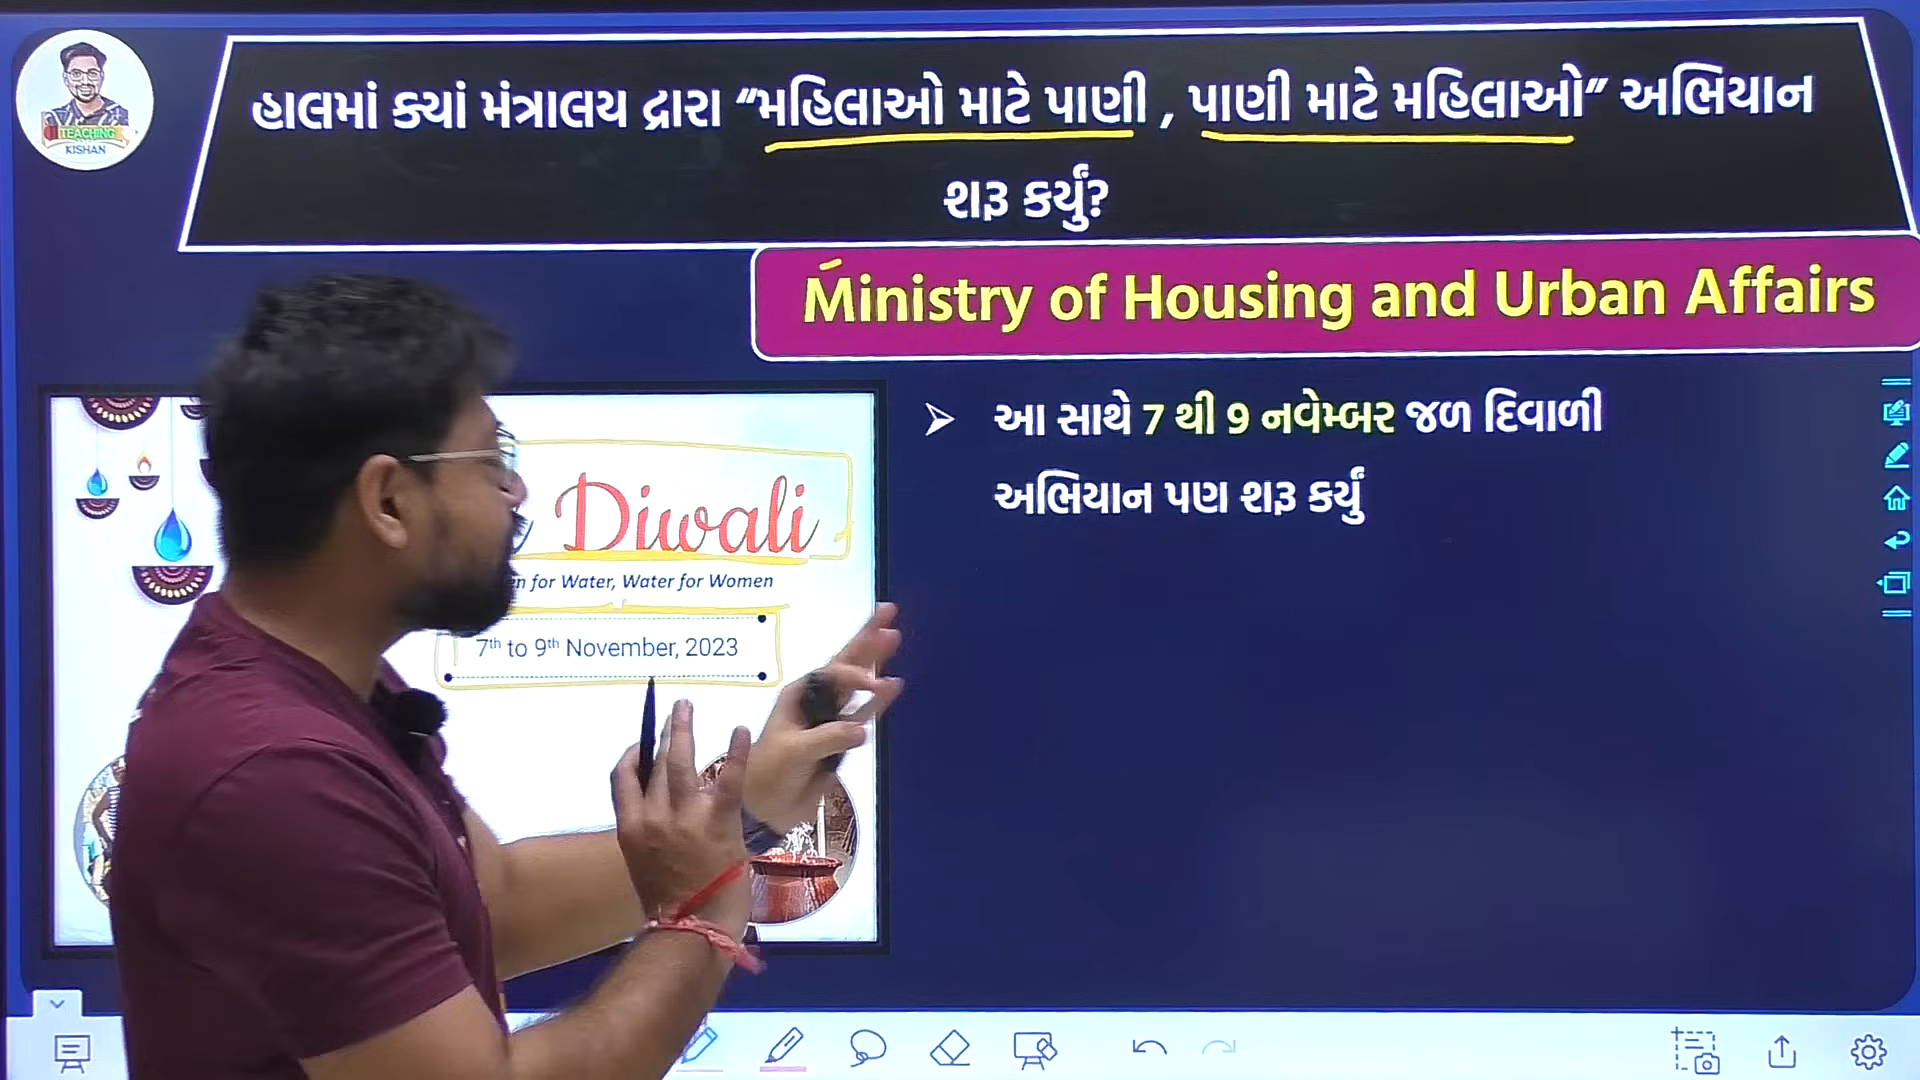 TEACHING
KISHAN
હાલમાં ક્યાં મંત્રાલય દ્રારા “મહિલાઓ માટે પાણી , પાણી માટે મહિલાઓ” અભિયાન
શરૂ કર્યું?
Ministry of Housing and Urban Affairs
Diwali
for Water, Water for Women
7th to 9th November, 2023
➢ આ સાથે 7 થી 9 નવેમ્બર જળ દિવાળી
અભિયાન પણ શરૂ કર્યું